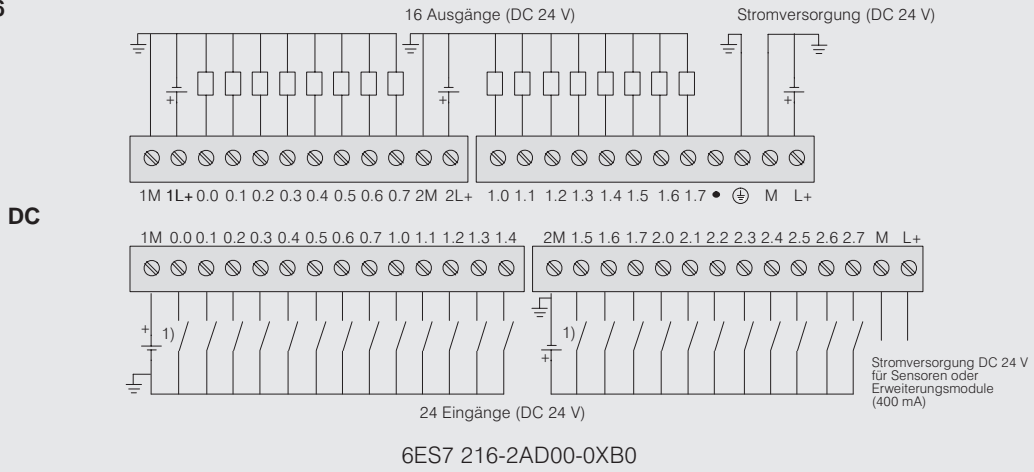 6
16 Ausgänge (DC 24 V)
Stromversorgung (DC 24 V)
+ + +
1M 1L+ 0.0 0.1 0.2 0.3 0.4 0.5 0.6 0.7 2M 2L+ 1.0 1.1 1.2 1.3 1.4 1.5 1.6 1.7 • M L+
DC
1M 0.0 0.1 0.2 0.3 0.4 0.5 0.6 0.7 1.0 1.1 1.2 1.3 1.4 2M 1.5 1.6 1.7 2.0 2.1 2.2 2.3 2.4 2.5 2.6 2.7 M L+
+ 1) + 1)
Stromversorgung DC 24 V
für Sensoren oder
Erweiterungsmodule
(400 mA)
24 Eingänge (DC 24 V)
6ES7 216-2AD00-0XB0